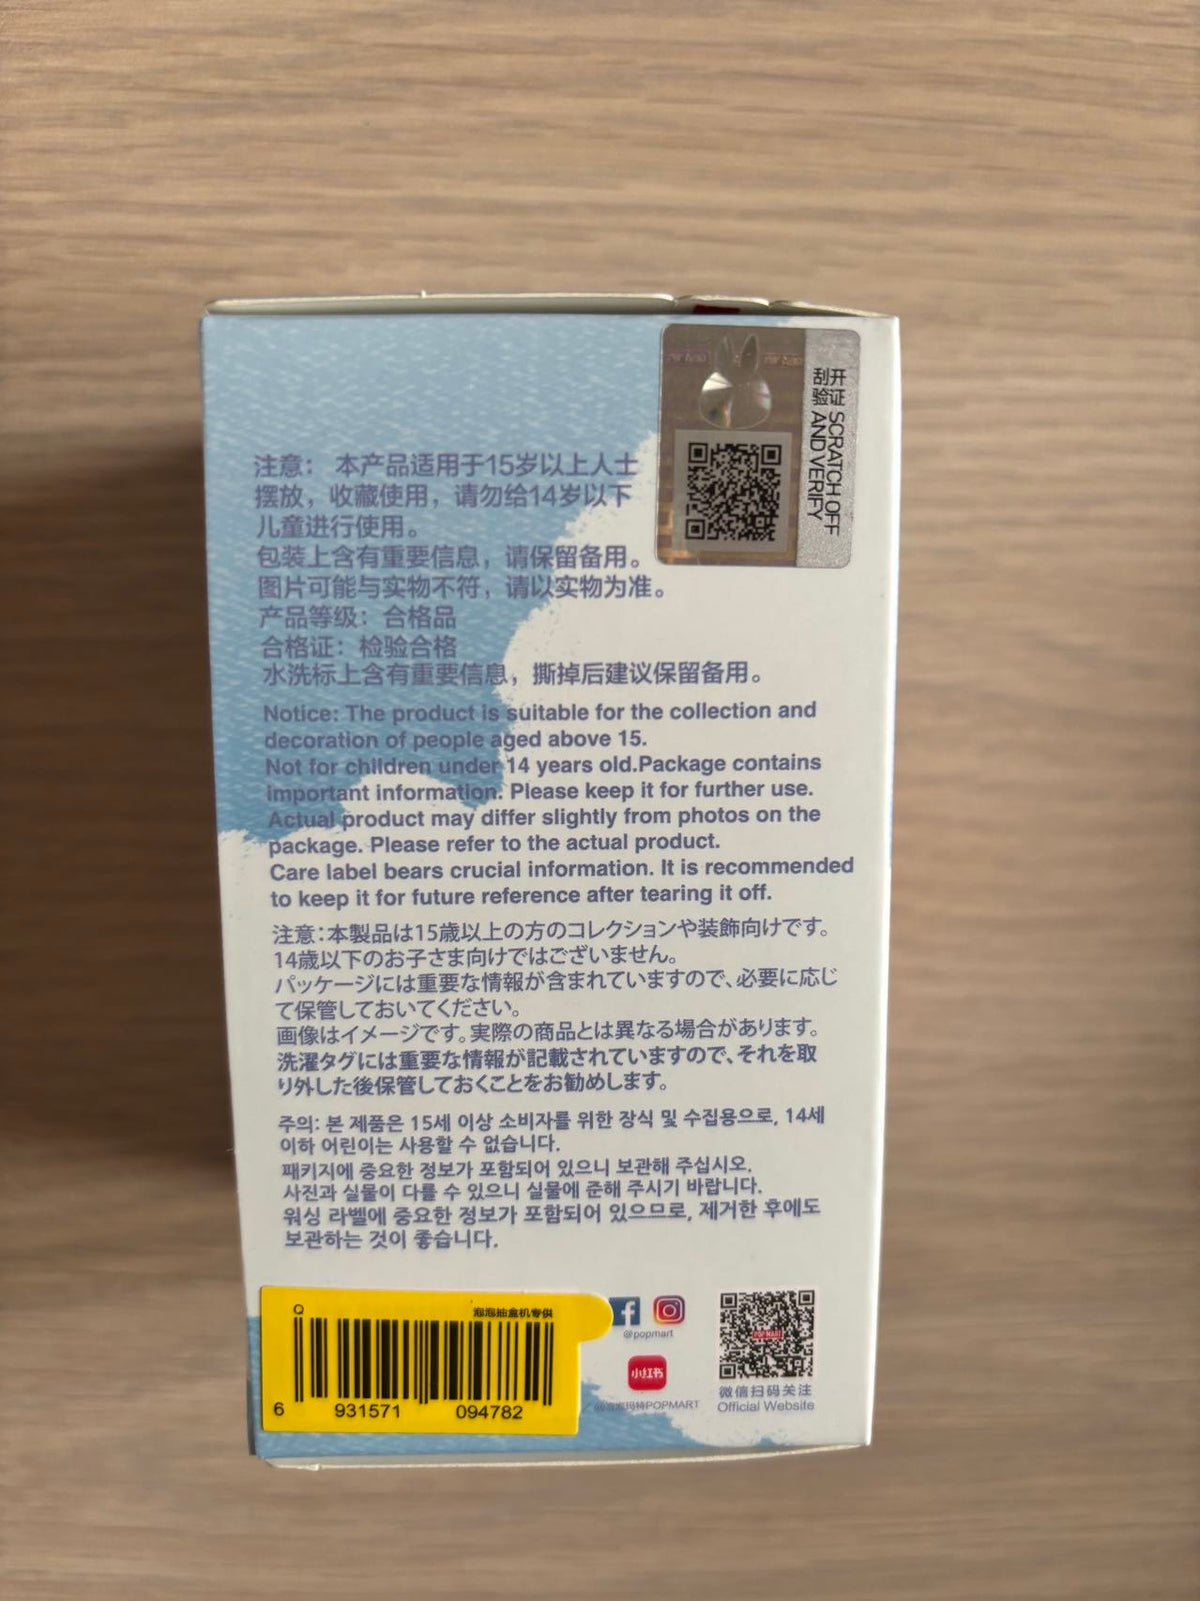 开 证 SCRATCH OFF
刮 验 AND VERIFY
注意： 本产品适用于15岁以上人士
摆放，收藏使用，请勿给14岁以下
儿童进行使用。
包装上含有重要信息，请保留备用。
图片可能与实物不符，请以实物为准。
产品等级：合格品
合格证：检验合格
水洗标上含有重要信息，撕掉后建议保留备用。
Notice: The product is suitable for the collection and
decoration of people aged above 15.
Not for children under 14 years old.Package contains
important information. Please keep it for further use.
Actual product may differ slightly from photos on the
package. Please refer to the actual product.
Care label bears crucial information. It is recommended
to keep it for future reference after tearing it off.
注意：本製品は15歳以上の方のコレクションや装飾向けです。
14歳以下のお子さま向けではございません。
パッケージには重要な情報が含まれていますので、必要に応じ
て保管しておいてください。
画像はイメージです。実際の商品とは異なる場合があります。
洗濯タグには重要な情報が記載されていますので、それを取
り外した後保管しておくことをお勧めします。
주의: 본 제품은 15세 이상 소비자를 위한 장식 및 수집용으로, 14세
이하 어린이는 사용할 수 없습니다.
패키지에 중요한 정보가 포함되어 있으니 보관해 주십시오.
사진과 실물이 다를 수 있으니 실물에 준해 주시기 바랍니다.
워싱 라벨에 중요한 정보가 포함되어 있으므로, 제거한 후에도
보관하는 것이 좋습니다.
Q 泡泡抽盒机专供
6 931571 094782
@popmart
小红书
POPMART
POP MART
微信扫码关注
Official Website